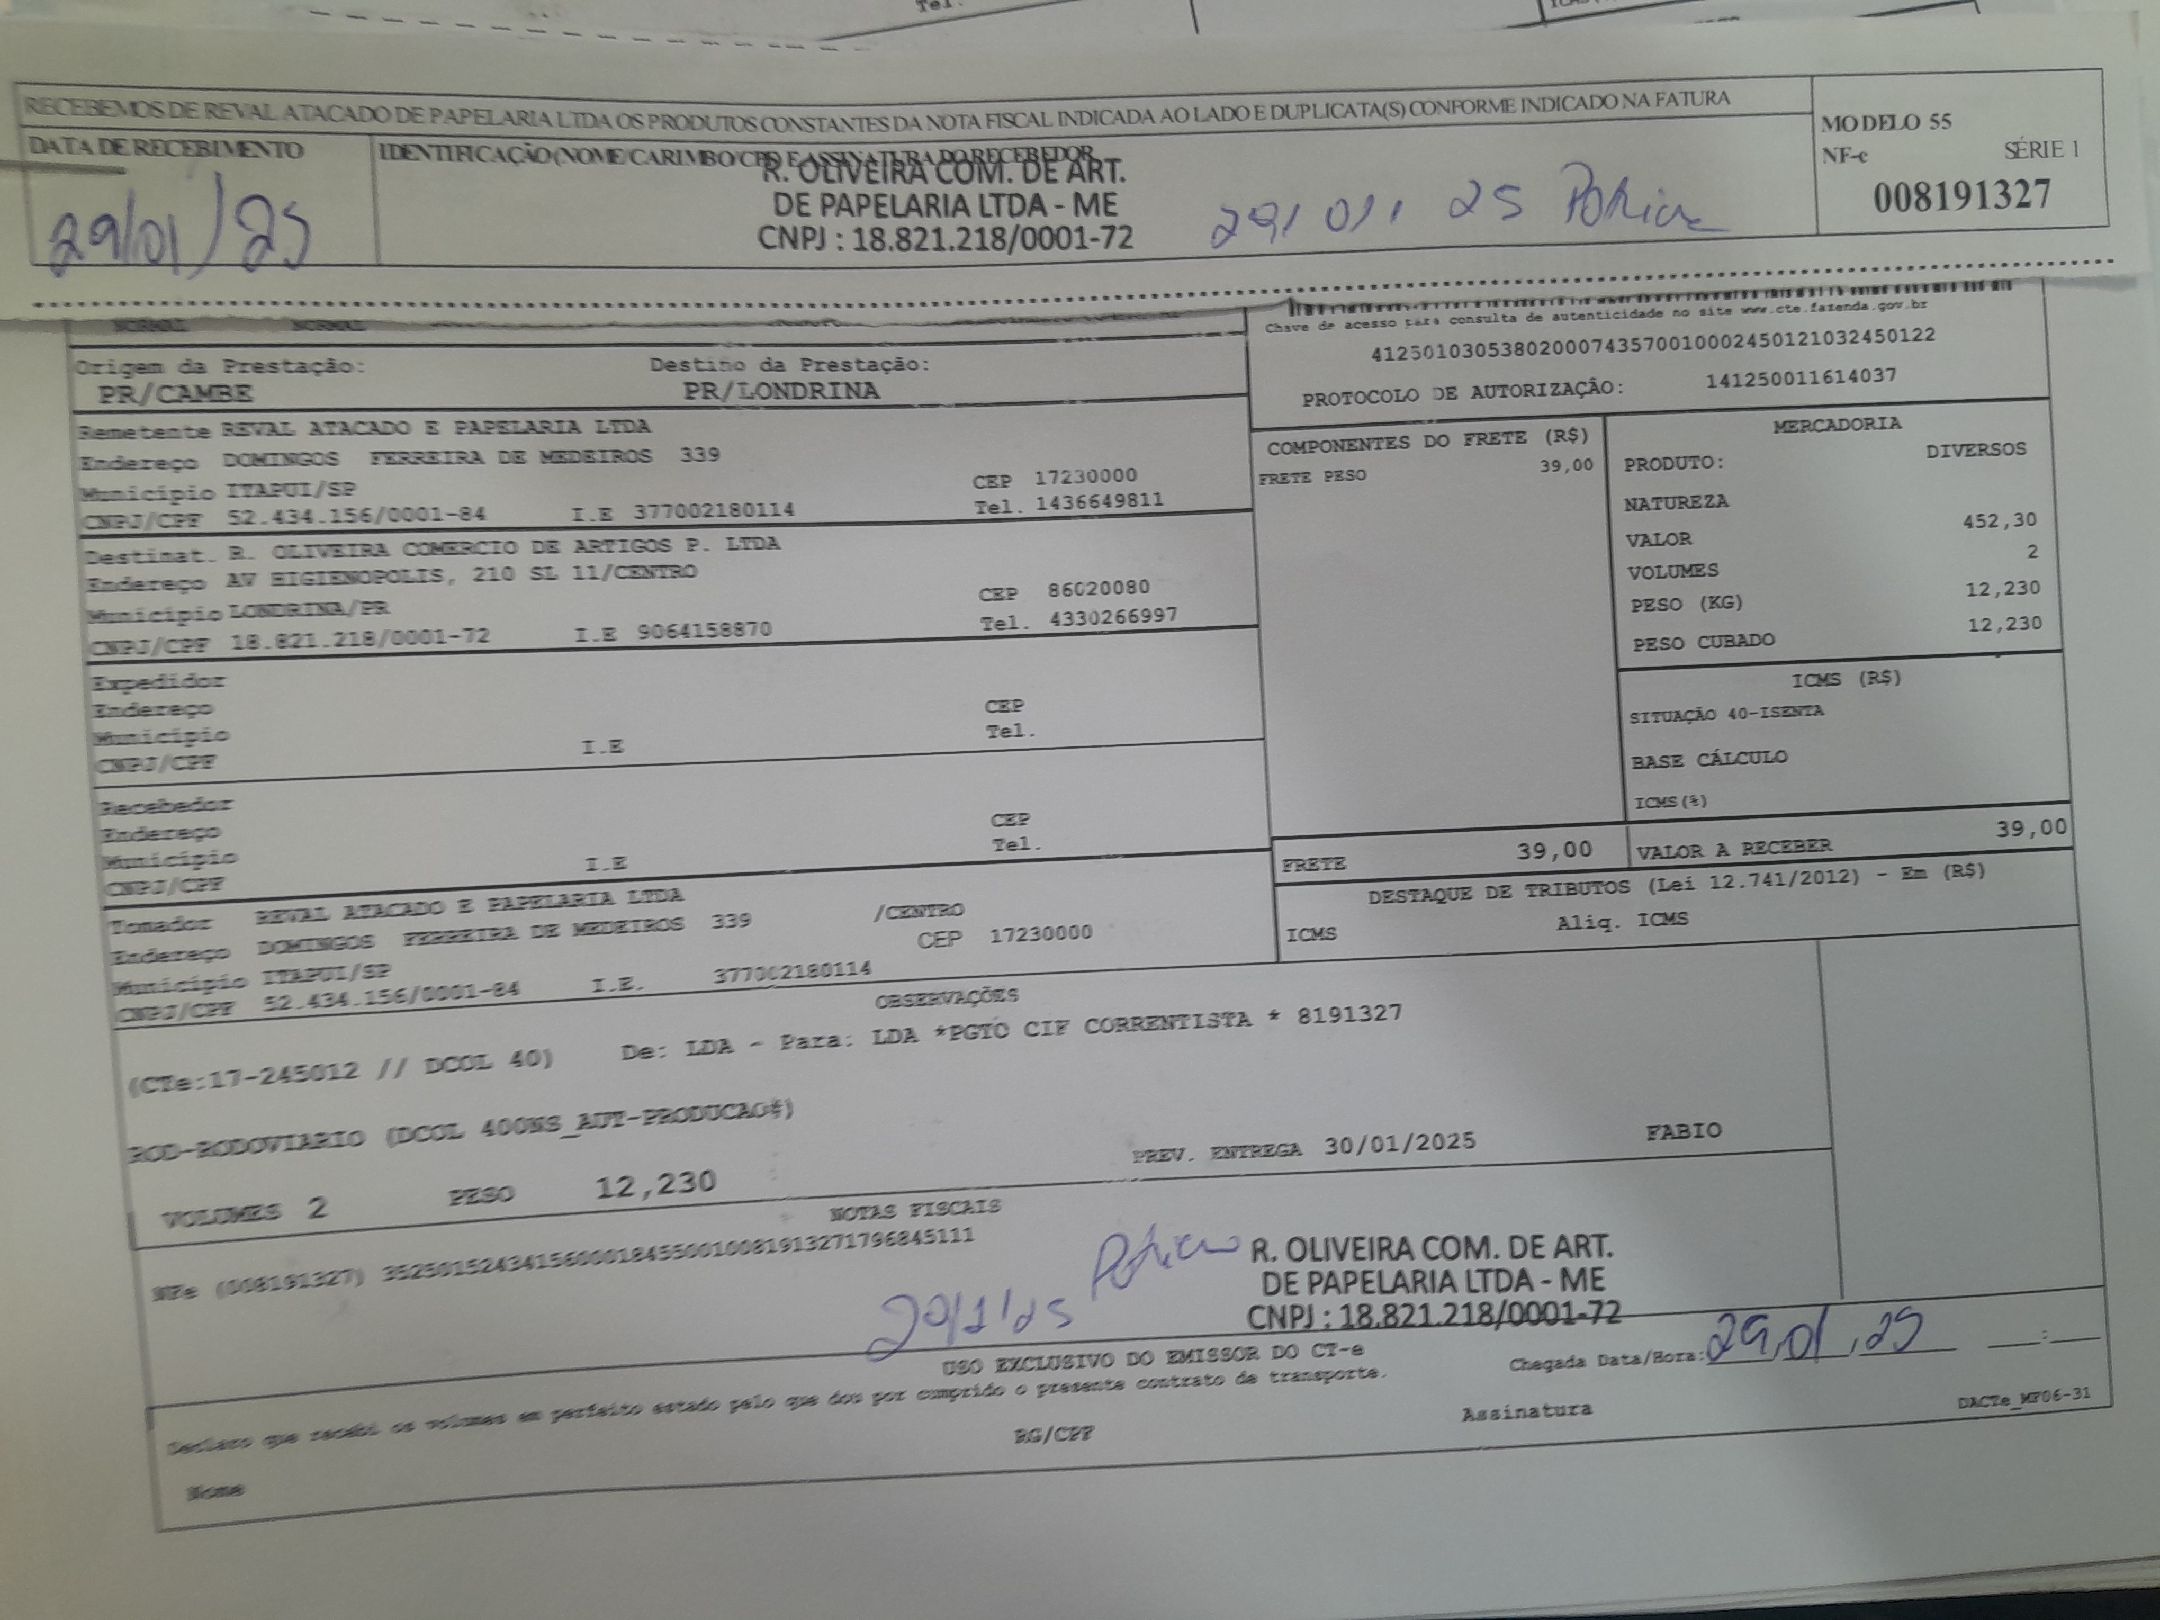 Tel.
RECEBEMOS DE REVAL ATACADO DE PAPELARIA LTDA OS PRODUTOS CONSTANTES DA NOTA FISCAL INDICADA AO LADO E DUPLICATA(S) CONFORME INDICADO NA FATURA
DATA DE RECEBIMENTO
29/01/25
IDENTIFICAÇÃO (NOME/CARIMBO/CPF) E ASSINATURA DO RECEBEDOR
R. OLIVEIRA COM. DE ART.
DE PAPELARIA LTDA - ME
CNPJ : 18.821.218/0001-72
29/01/25
MODELO 55
NF-e SÉRIE 1
008191327
NORMAL NORMAL
Chave de acesso para consulta de autenticidade no site www.cte.fazenda.gov.br
41250103053802000743570010002450121032450122
PROTOCOLO DE AUTORIZAÇÃO: 141250011614037
Origem da Prestação: Destino da Prestação:
PR/CAMBE PR/LONDRINA
Remetente REVAL ATACADO E PAPELARIA LTDA
Endereço DOMINGOS FERREIRA DE MEDEIROS 339
Município ITAPUI/SP CEP 17230000
CNPJ/CPF 52.434.156/0001-84 I.E 377002180114 Tel. 1436649811
Destinat. R. OLIVEIRA COMERCIO DE ARTIGOS P. LTDA
Endereço AV HIGIENOPOLIS, 210 SL 11/CENTRO
Município LONDRINA/PR CEP 86020080
CNPJ/CPF 18.821.218/0001-72 I.E 9064158870 Tel. 4330266997
Expedidor
Endereço CEP
Município Tel.
CNPJ/CPF I.E
Recebedor
Endereço CEP
Município Tel.
CNPJ/CPF I.E
Tomador REVAL ATACADO E PAPELARIA LTDA
Endereço DOMINGOS FERREIRA DE MEDEIROS 339 /CENTRO
Município ITAPUI/SP CEP 17230000
CNPJ/CPF 52.434.156/0001-84 I.E. 377002180114
COMPONENTES DO FRETE (R$)
FRETE PESO 39,00
MERCADORIA
PRODUTO: DIVERSOS
NATUREZA
VALOR 452,30
VOLUMES 2
PESO (KG) 12,230
PESO CUBADO 12,230
ICMS (R$)
SITUAÇÃO 40-ISENTA
BASE CÁLCULO
ICMS(%)
FRETE 39,00
VALOR A RECEBER 39,00
DESTAQUE DE TRIBUTOS (Lei 12.741/2012) - Em (R$)
ICMS Aliq. ICMS
OBSERVAÇÕES
(CTe:17-245012 // DCOL 40) De: LDA - Para: LDA *PGTO CIF CORRENTISTA * 8191327
ROD-RODOVIARIO (DCOL 400NS_AUT-PRODUCAO#)
PREV. ENTREGA 30/01/2025 FABIO
VOLUMES 2 PESO 12,230
NOTAS FISCAIS
NFe (008191327) 35250152434156000184550010081913271796845111
R. OLIVEIRA COM. DE ART.
DE PAPELARIA LTDA - ME
CNPJ : 18.821.218/0001-72
USO EXCLUSIVO DO EMISSOR DO CT-e
Chegada Data/Hora: 29/01/25 __:__
Declaro que recebi os volumes em perfeito estado pelo que dou por cumprido o presente contrato de transporte.
Nome RG/CPF Assinatura
DACTe_MF06-31